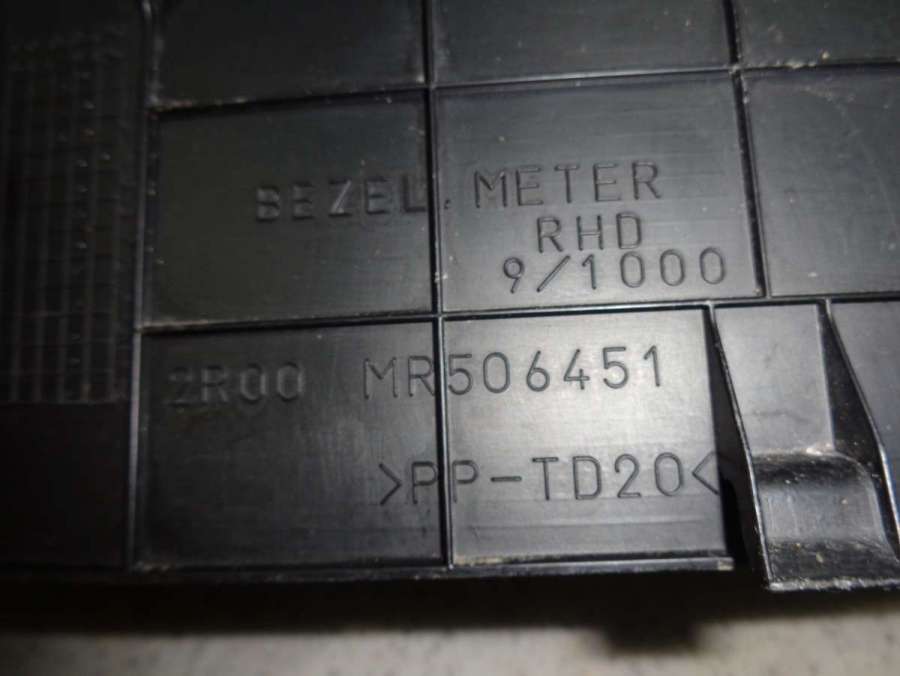 BEZEL, METER
RHD
9/1000
2R00 MR506451
>PP-TD20<